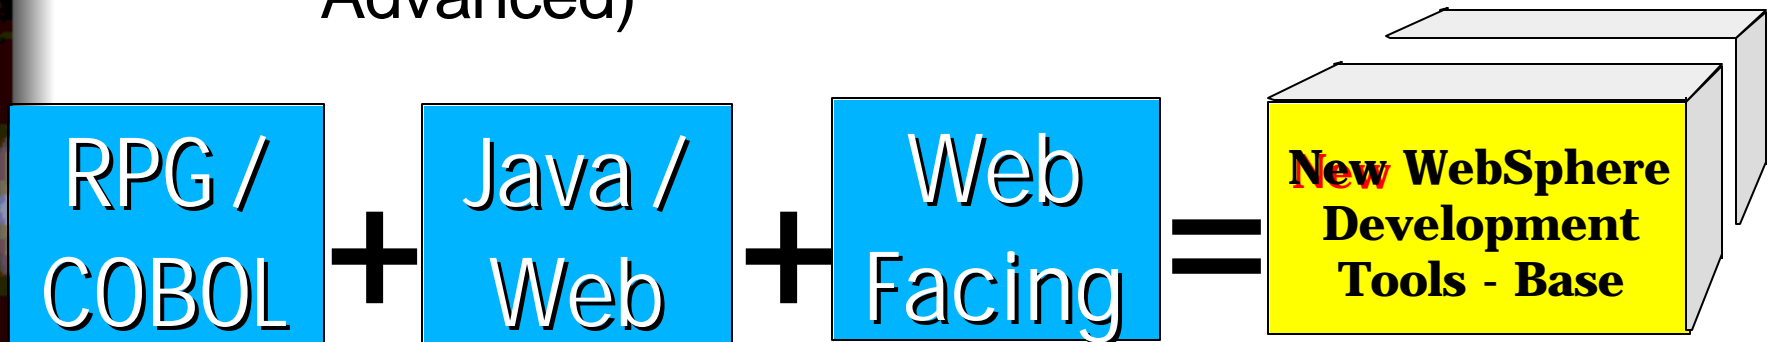 Advanced)
RPG /
COBOL
+
Java /
Web
+
Web
Facing
=
New WebSphere
Development
Tools - Base